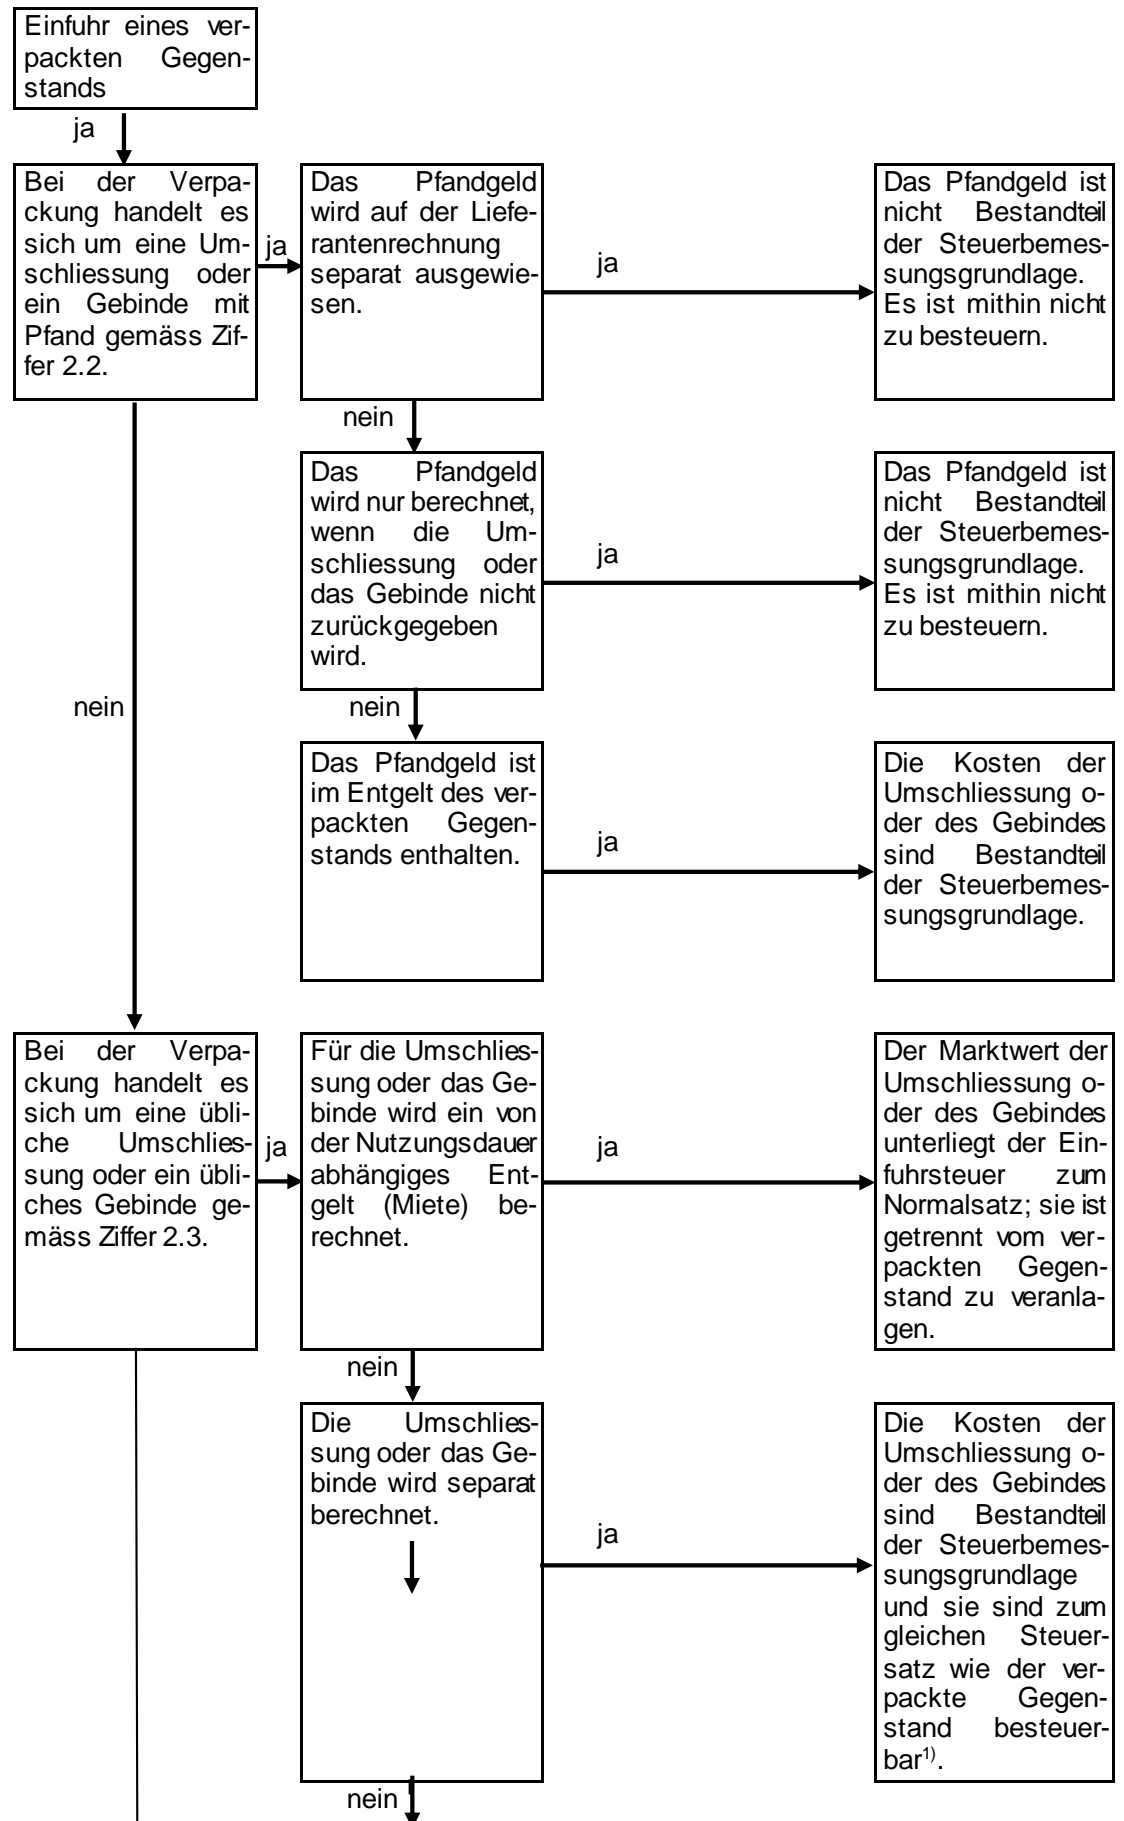 Einfuhr eines ver-
packten Gegen-
stands
ja
Bei der Verpa-
ckung handelt es
sich um eine Um-
schliessung oder
ein Gebinde mit
Pfand gemäss Zif-
fer 2.2.
ja
Das Pfandgeld
wird auf der Liefe-
rantenrechnung
separat ausgewie-
sen.
ja
Das Pfandgeld ist
nicht Bestandteil
der Steuerbemes-
sungsgrundlage.
Es ist mithin nicht
zu besteuern.
nein
Das Pfandgeld
wird nur berechnet,
wenn die Um-
schliessung oder
das Gebinde nicht
zurückgegeben
wird.
ja
Das Pfandgeld ist
nicht Bestandteil
der Steuerbemes-
sungsgrundlage.
Es ist mithin nicht
zu besteuern.
nein
nein
Das Pfandgeld ist
im Entgelt des ver-
packten Gegen-
stands enthalten.
ja
Die Kosten der
Umschliessung o-
der des Gebindes
sind Bestandteil
der Steuerbemes-
sungsgrundlage.
Bei der Verpa-
ckung handelt es
sich um eine übli-
che Umschlies-
sung oder ein übli-
ches Gebinde ge-
mäss Ziffer 2.3.
ja
Für die Umschlies-
sung oder das Ge-
binde wird ein von
der Nutzungsdauer
abhängiges Ent-
gelt (Miete) be-
rechnet.
ja
Der Marktwert der
Umschliessung o-
der des Gebindes
unterliegt der Ein-
fuhrsteuer zum
Normalsatz; sie ist
getrennt vom ver-
packten Gegen-
stand zu veranla-
gen.
nein
Die Umschlies-
sung oder das Ge-
binde wird separat
berechnet.
ja
Die Kosten der
Umschliessung o-
der des Gebindes
sind Bestandteil
der Steuerbemes-
sungsgrundlage
und sie sind zum
gleichen Steuer-
satz wie der ver-
packte Gegen-
stand besteuer-
bar1).
nein